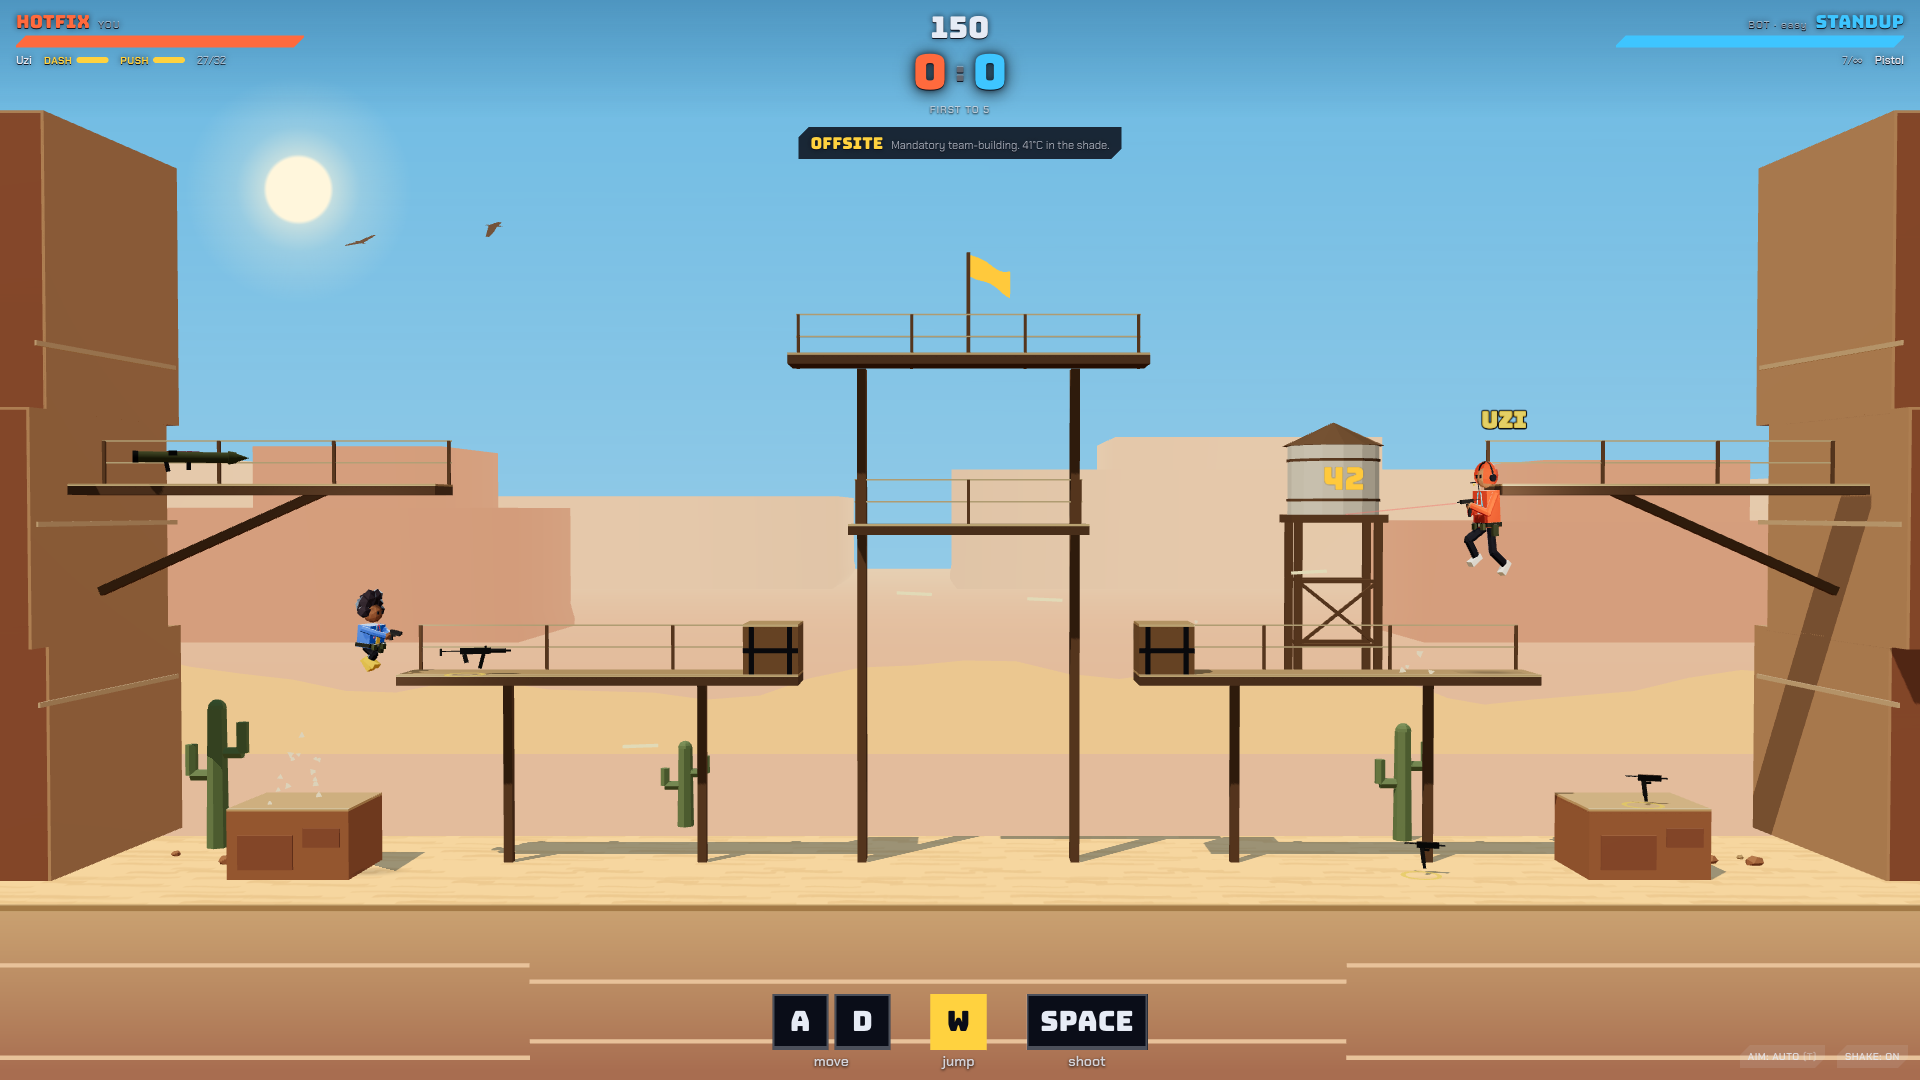 HOTFIX YOU
Uzi DASH PUSH 27/32
150
0 : 0
FIRST TO 5
BOT - easy STANDUP
7/∞ Pistol
OFFSITE Mandatory team-building. 41°C in the shade.
UZI
42
A D W SPACE
move jump shoot
AIM: AUTO (T) SHAKE: ON